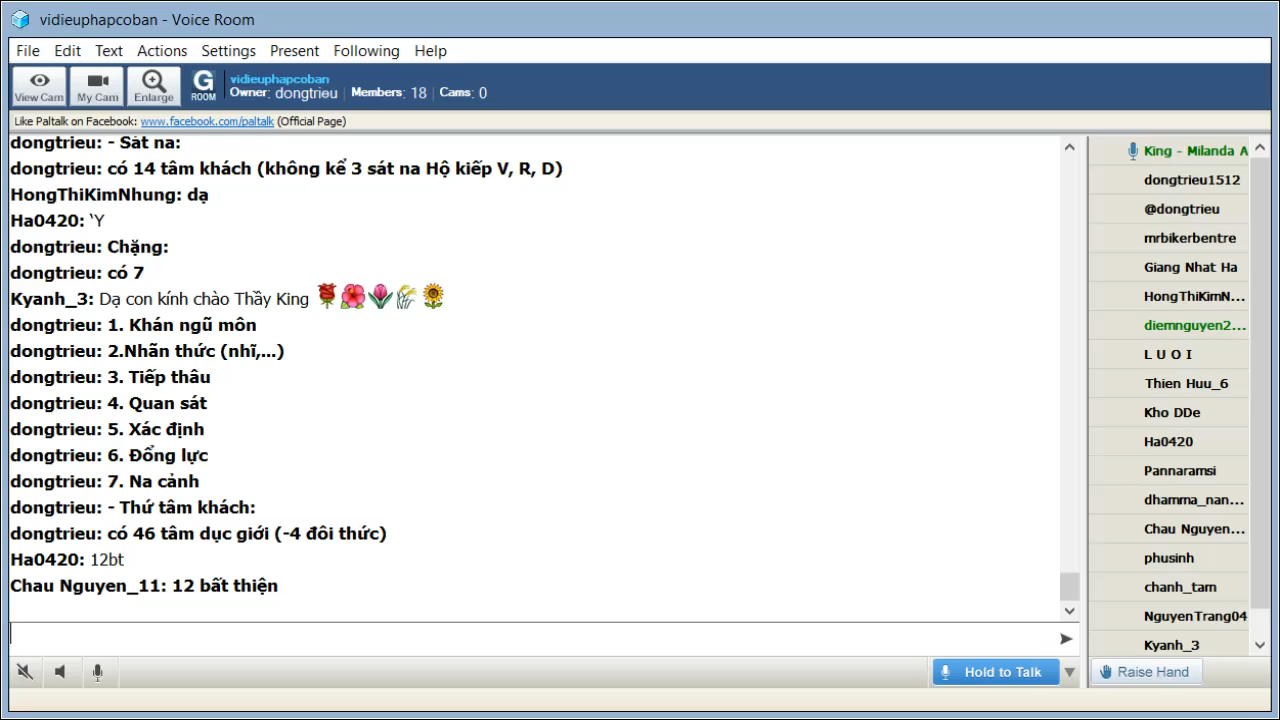 vidieuphapcoban - Voice Room
File Edit Text Actions Settings Present Following Help
View Cam
My Cam
Enlarge
G ROOM
vidieuphapcoban
Owner: dongtrieu | Members: 18 | Cams: 0
Like Paltalk on Facebook: www.facebook.com/paltalk (Official Page)
dongtrieu: - Sát na:
dongtrieu: có 14 tâm khách (không kể 3 sát na Hộ kiếp V, R, D)
HongThiKimNhung: dạ
Ha0420: ‘Y
dongtrieu: Chặng:
dongtrieu: có 7
Kyanh_3: Dạ con kính chào Thầy King
dongtrieu: 1. Khán ngũ môn
dongtrieu: 2.Nhãn thức (nhĩ,...)
dongtrieu: 3. Tiếp thâu
dongtrieu: 4. Quan sát
dongtrieu: 5. Xác định
dongtrieu: 6. Đổng lực
dongtrieu: 7. Na cảnh
dongtrieu: - Thứ tâm khách:
dongtrieu: có 46 tâm dục giới (-4 đôi thức)
Ha0420: 12bt
Chau Nguyen_11: 12 bất thiện
King - Milanda A
dongtrieu1512
@dongtrieu
mrbikerbentre
Giang Nhat Ha
HongThiKimN...
diemnguyen2...
L U O I
Thien Huu_6
Kho DDe
Ha0420
Pannaramsi
dhamma_nan...
Chau Nguyen...
phusinh
chanh_tam
NguyenTrang04
Kyanh_3
Hold to Talk
Raise Hand